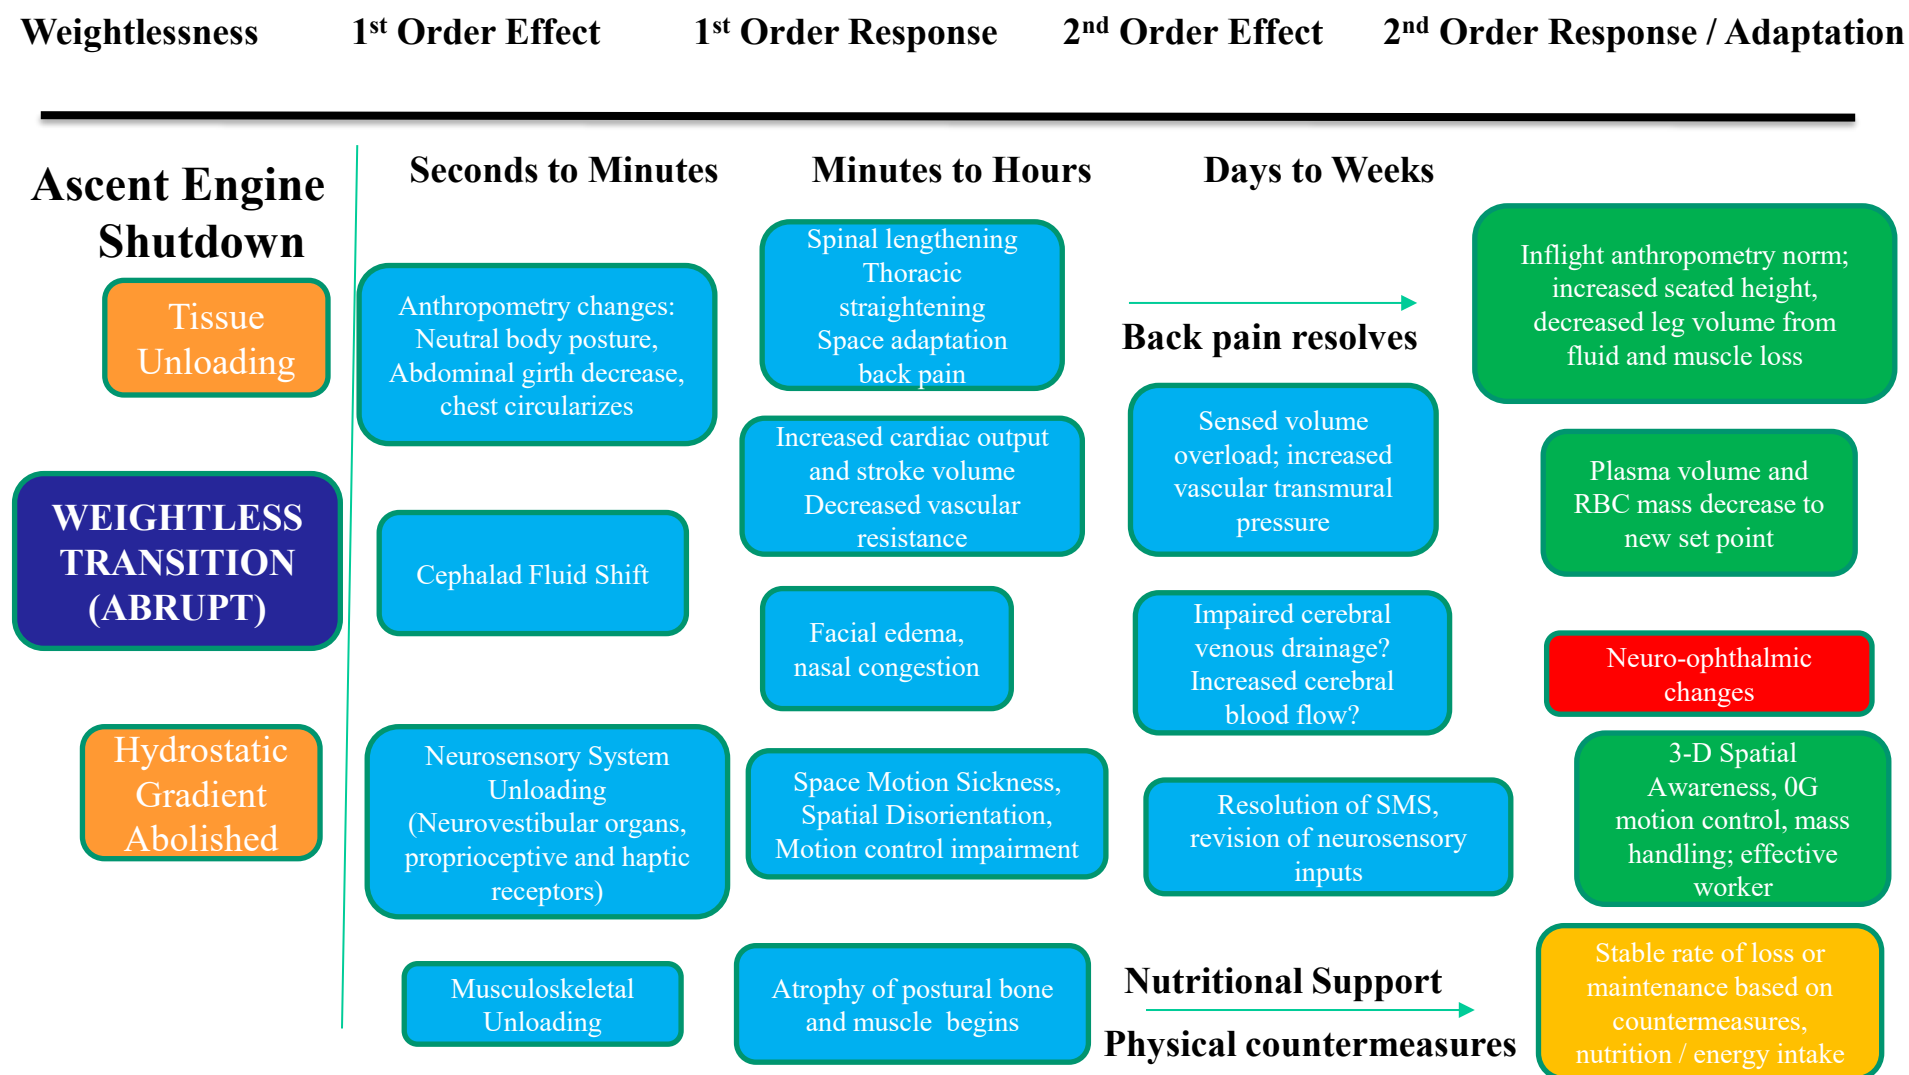 Weightlessness
1st Order Effect
1st Order Response
2nd Order Effect
2nd Order Response / Adaptation
Ascent Engine
Shutdown
Seconds to Minutes
Minutes to Hours
Days to Weeks
Tissue
Unloading
WEIGHTLESS
TRANSITION
(ABRUPT)
Hydrostatic
Gradient
Abolished
Anthropometry changes:
Neutral body posture,
Abdominal girth decrease,
chest circularizes
Cephalad Fluid Shift
Neurosensory System
Unloading
(Neurovestibular organs,
proprioceptive and haptic
receptors)
Musculoskeletal
Unloading
Spinal lengthening
Thoracic
straightening
Space adaptation
back pain
Increased cardiac output
and stroke volume
Decreased vascular
resistance
Facial edema,
nasal congestion
Space Motion Sickness,
Spatial Disorientation,
Motion control impairment
Atrophy of postural bone
and muscle begins
Back pain resolves
Sensed volume
overload; increased
vascular transmural
pressure
Impaired cerebral
venous drainage?
Increased cerebral
blood flow?
Resolution of SMS,
revision of neurosensory
inputs
Nutritional Support
Physical countermeasures
Inflight anthropometry norm;
increased seated height,
decreased leg volume from
fluid and muscle loss
Plasma volume and
RBC mass decrease to
new set point
Neuro-ophthalmic
changes
3-D Spatial
Awareness, 0G
motion control, mass
handling; effective
worker
Stable rate of loss or
maintenance based on
countermeasures,
nutrition / energy intake